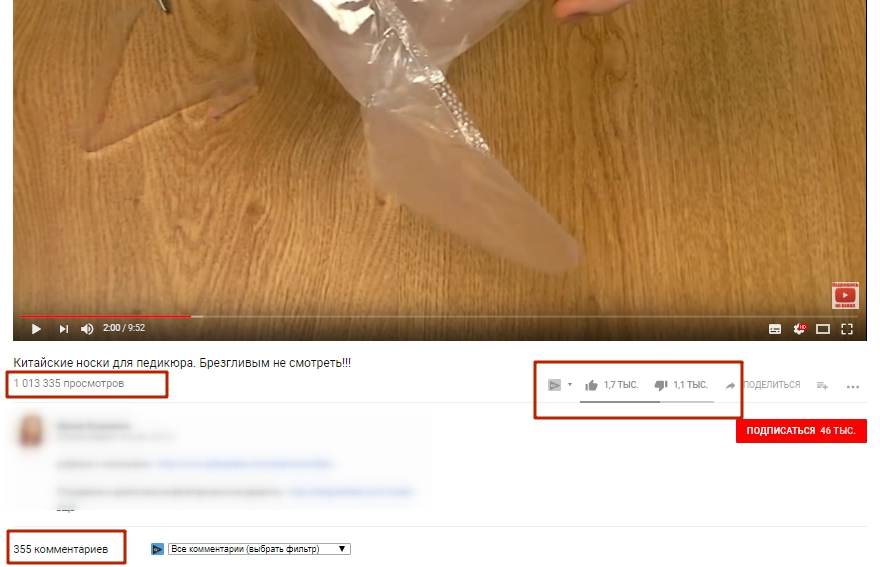 2:00 / 9:52
Китайские носки для педикюра. Брезгливым не смотреть!!!
1 013 335 просмотров
1,7 ТЫС. 1,1 ТЫС. ПОДЕЛИТЬСЯ
ПОДПИСАТЬСЯ 46 ТЫС.
ЕЩЁ
355 комментариев
Все комментарии (выбрать фильтр)